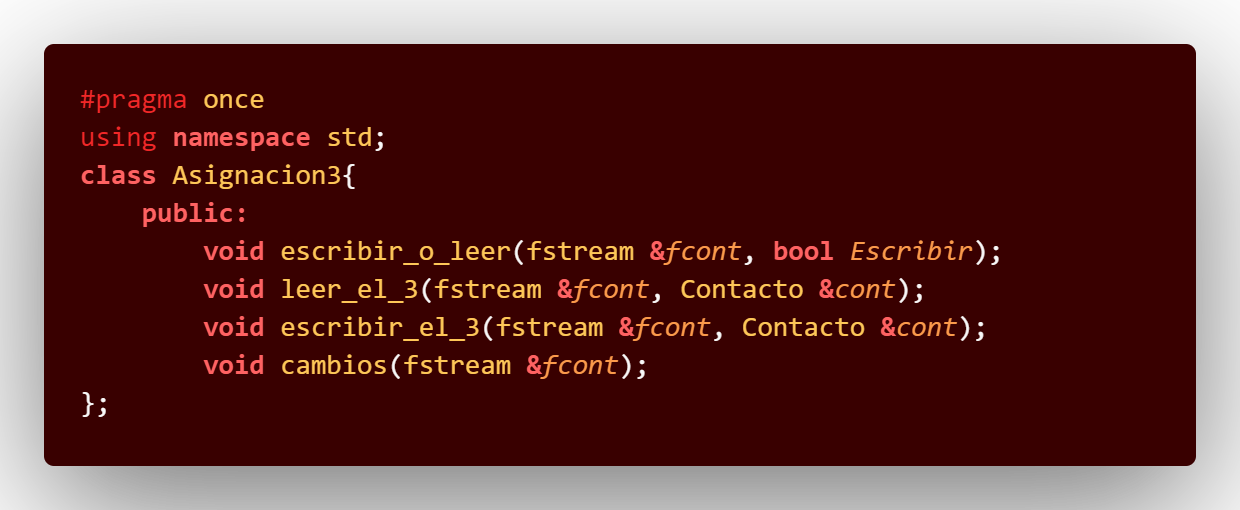 #pragma once
using namespace std;
class Asignacion3{
    public:
        void escribir_o_leer(fstream &fcont, bool Escribir);
        void leer_el_3(fstream &fcont, Contacto &cont);
        void escribir_el_3(fstream &fcont, Contacto &cont);
        void cambios(fstream &fcont);
};